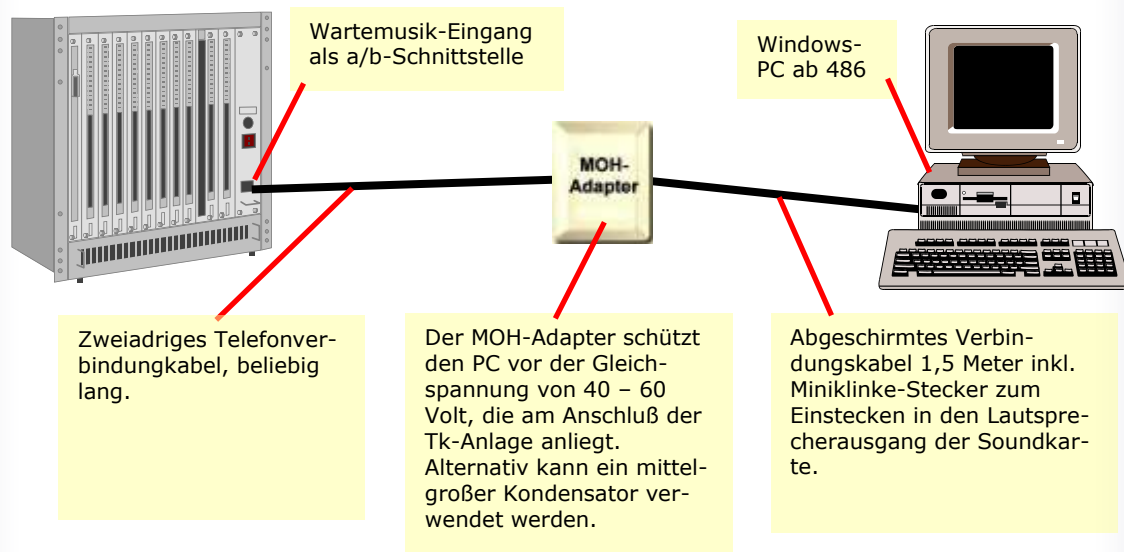 Wartemusik-Eingang
als a/b-Schnittstelle
Windows-
PC ab 486
MOH-
Adapter
Zweiadriges Telefonver-
bindungkabel, beliebig
lang.
Der MOH-Adapter schützt
den PC vor der Gleich-
spannung von 40 – 60
Volt, die am Anschluß der
Tk-Anlage anliegt.
Alternativ kann ein mittel-
großer Kondensator ver-
wendet werden.
Abgeschirmtes Verbin-
dungskabel 1,5 Meter inkl.
Miniklinke-Stecker zum
Einstecken in den Lautspre-
cherausgang der Soundkar-
te.